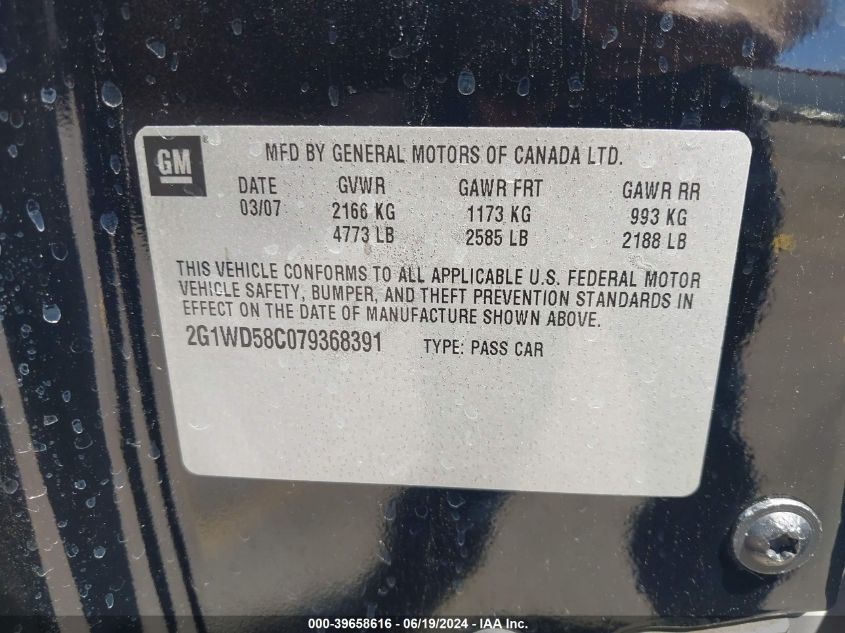 GM
MFD BY GENERAL MOTORS OF CANADA LTD.
DATE GVWR GAWR FRT GAWR RR
03/07 2166 KG 1173 KG 993 KG
4773 LB 2585 LB 2188 LB
THIS VEHICLE CONFORMS TO ALL APPLICABLE U.S. FEDERAL MOTOR
VEHICLE SAFETY, BUMPER, AND THEFT PREVENTION STANDARDS IN
EFFECT ON THE DATE OF MANUFACTURE SHOWN ABOVE.
2G1WD58C079368391 TYPE: PASS CAR
000-39658616 - 06/19/2024 - IAA Inc.